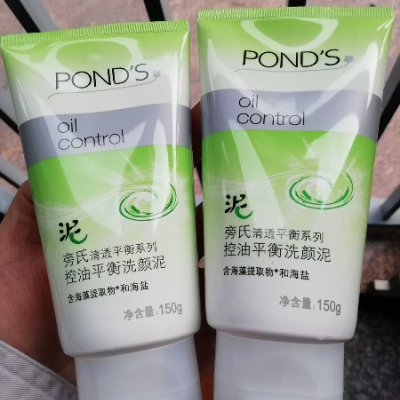 POND'S
oil
control
泥
旁氏清透平衡系列
控油平衡洗颜泥
含海藻提取物*和海盐
净含量:150g
POND'S
oil
control
泥
旁氏清透平衡系列
控油平衡洗颜泥
含海藻提取物*和海盐
净含量:150g